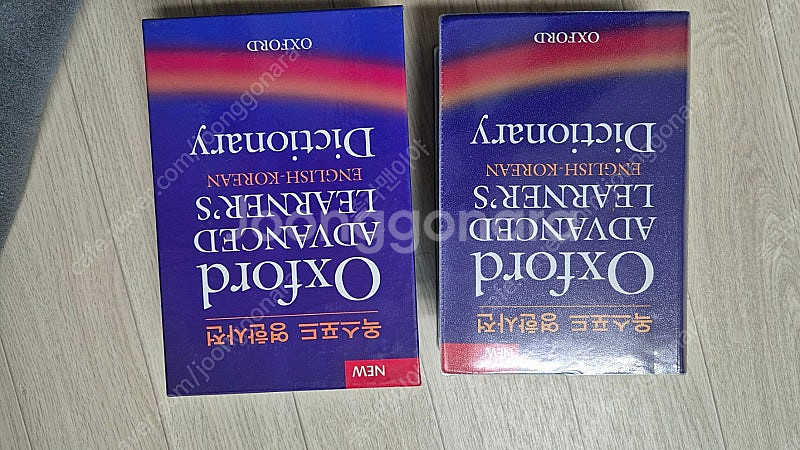 NEW
옥스포드 영한사전
Oxford
ADVANCED
LEARNER'S
ENGLISH-KOREAN
Dictionary
OXFORD
NEW
옥스포드 영한사전
Oxford
ADVANCED
LEARNER'S
ENGLISH-KOREAN
Dictionary
OXFORD
Joonggonara